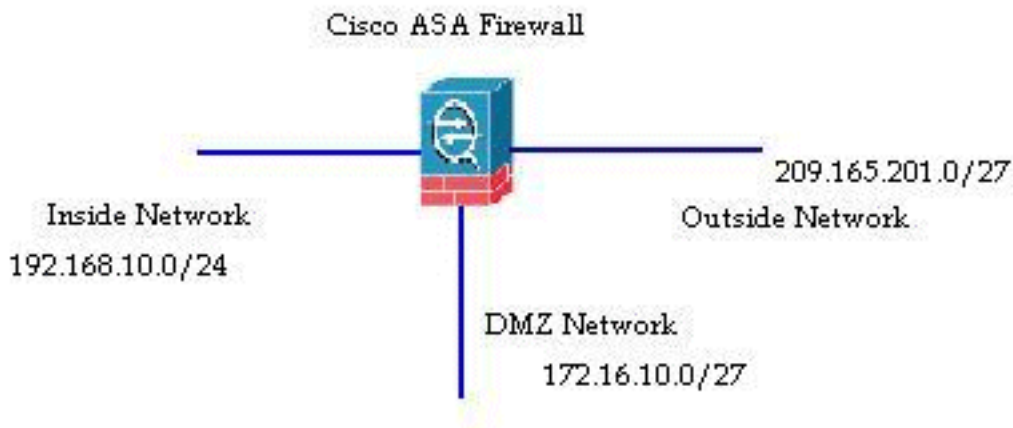 Cisco ASA Firewall
209.165.201.0/27
Outside Network
Inside Network
192.168.10.0/24
DMZ Network
172.16.10.0/27